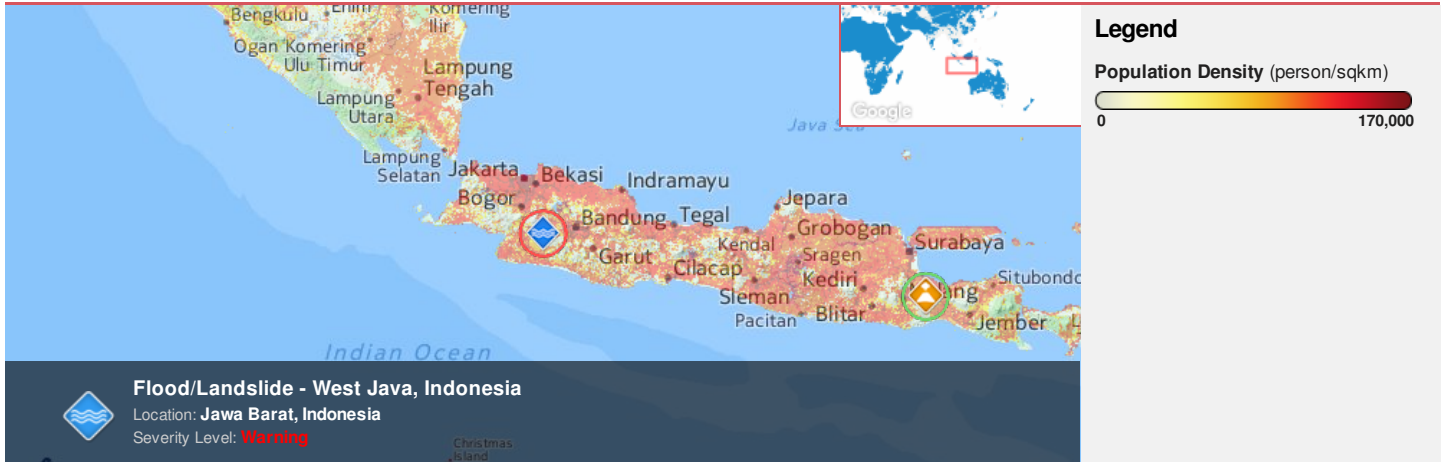 Bengkulu
Enim
Komering
Ilir
Ogan Komering
Ulu Timur
Lampung
Tengah
Lampung
Utara
Google
Java Sea
Lampung
Selatan
Jakarta
Bekasi
Indramayu
Bogor
Jepara
Bandung
Tegal
Grobogan
Kendal
Surabaya
Garut
Sragen
Cilacap
Kediri
Situbondo
Sleman
Pacitan
Blitar
Jember
Indian Ocean
Flood/Landslide - West Java, Indonesia
Location: Jawa Barat, Indonesia
Severity Level: Warning
Christmas
Island
Legend
Population Density (person/sqkm)
0 170,000